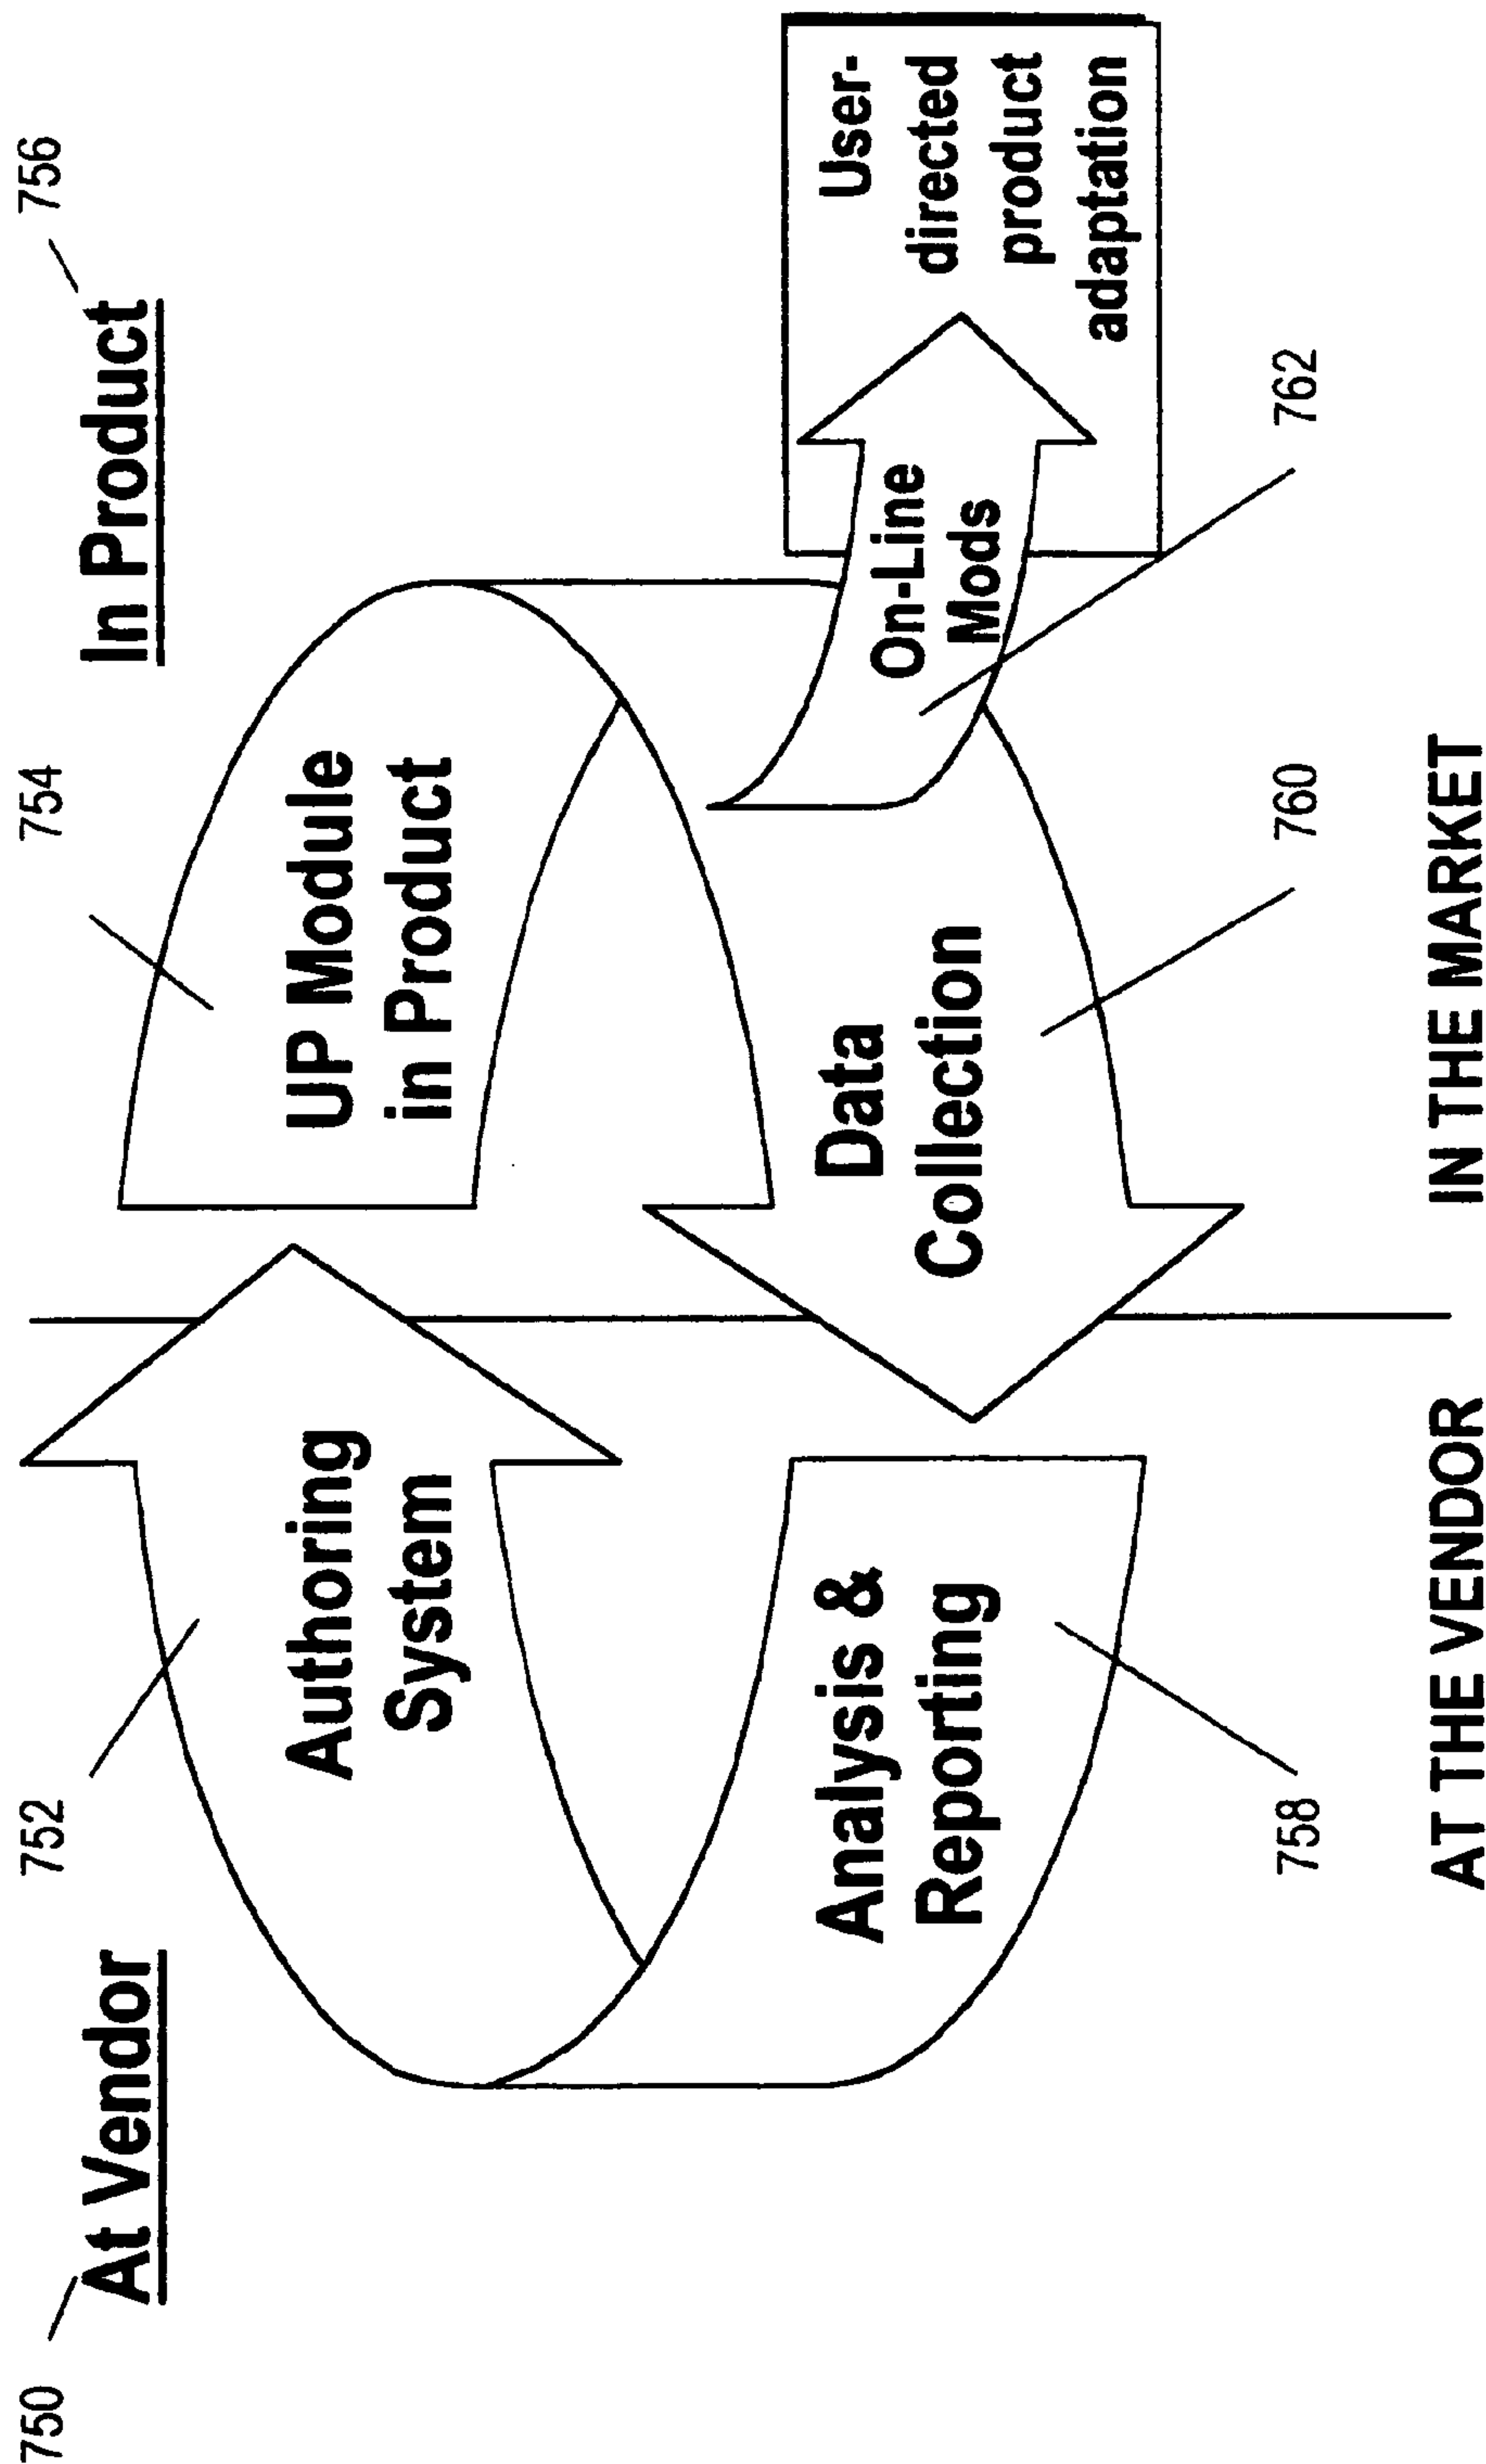 750
At Vendor
752
754
In Product
756
Authoring
System
UP Module
in Product
Analysis &
Reporting
Data
Collection
On-Line
Mods
User-
directed
product
adaptation
758
760
762
AT THE VENDOR
IN THE MARKET